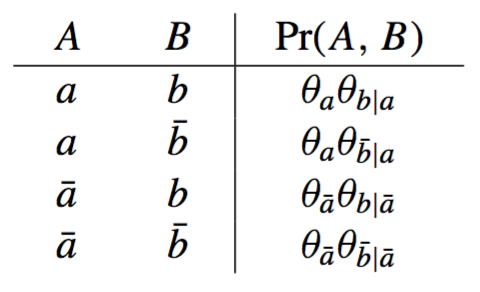 A B Pr(A, B)
a b θ_a θ_{b|a}
a b̄ θ_a θ_{b̄|a}
ā b θ_ā θ_{b|ā}
ā b̄ θ_ā θ_{b̄|ā}